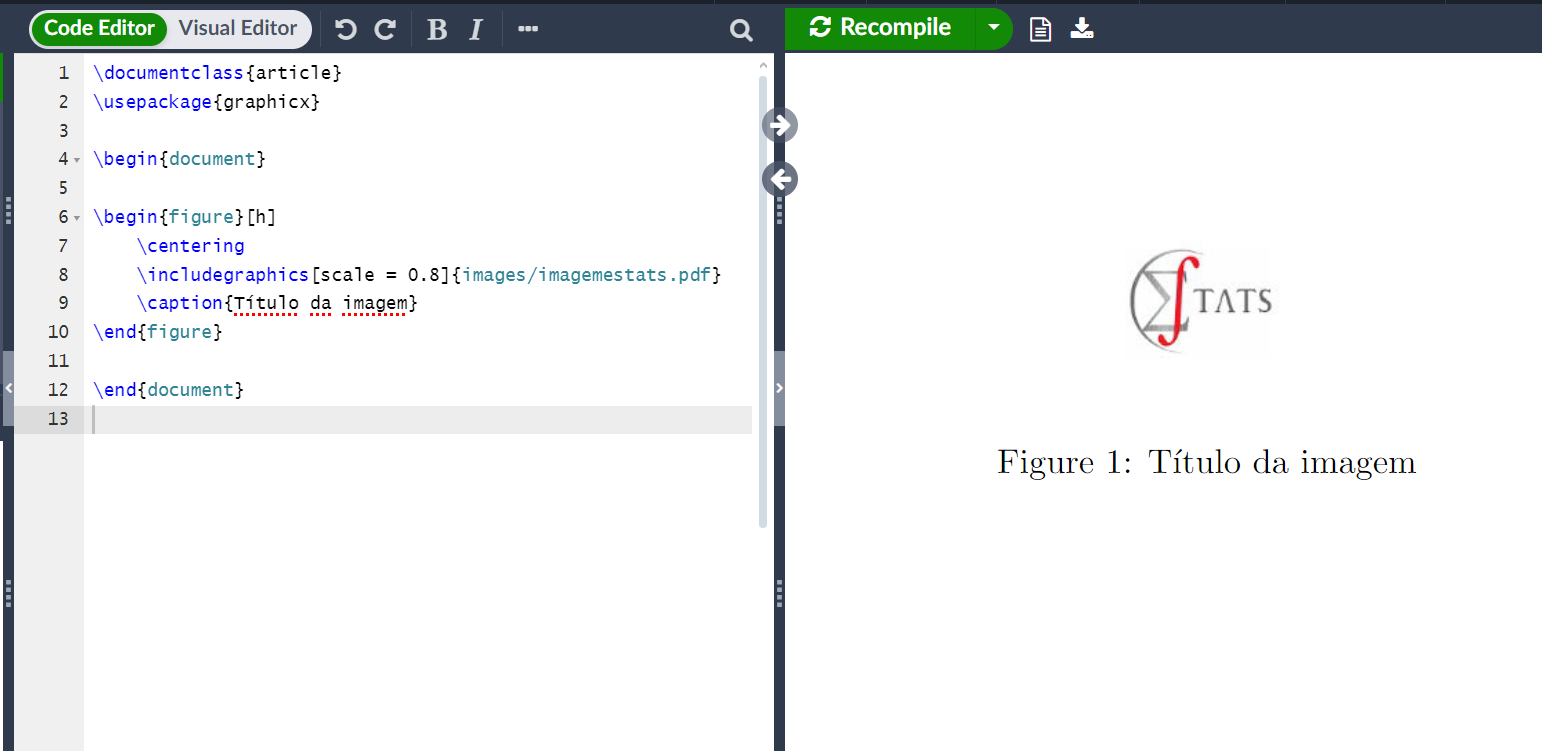 Code Editor Visual Editor B I
Recompile
1 \documentclass{article}
2 \usepackage{graphicx}
3
4 \begin{document}
5
6 \begin{figure}[h]
7 \centering
8 \includegraphics[scale = 0.8]{images/imagemestats.pdf}
9 \caption{Título da imagem}
10 \end{figure}
11
12 \end{document}
13
TATS
Figure 1: Título da imagem